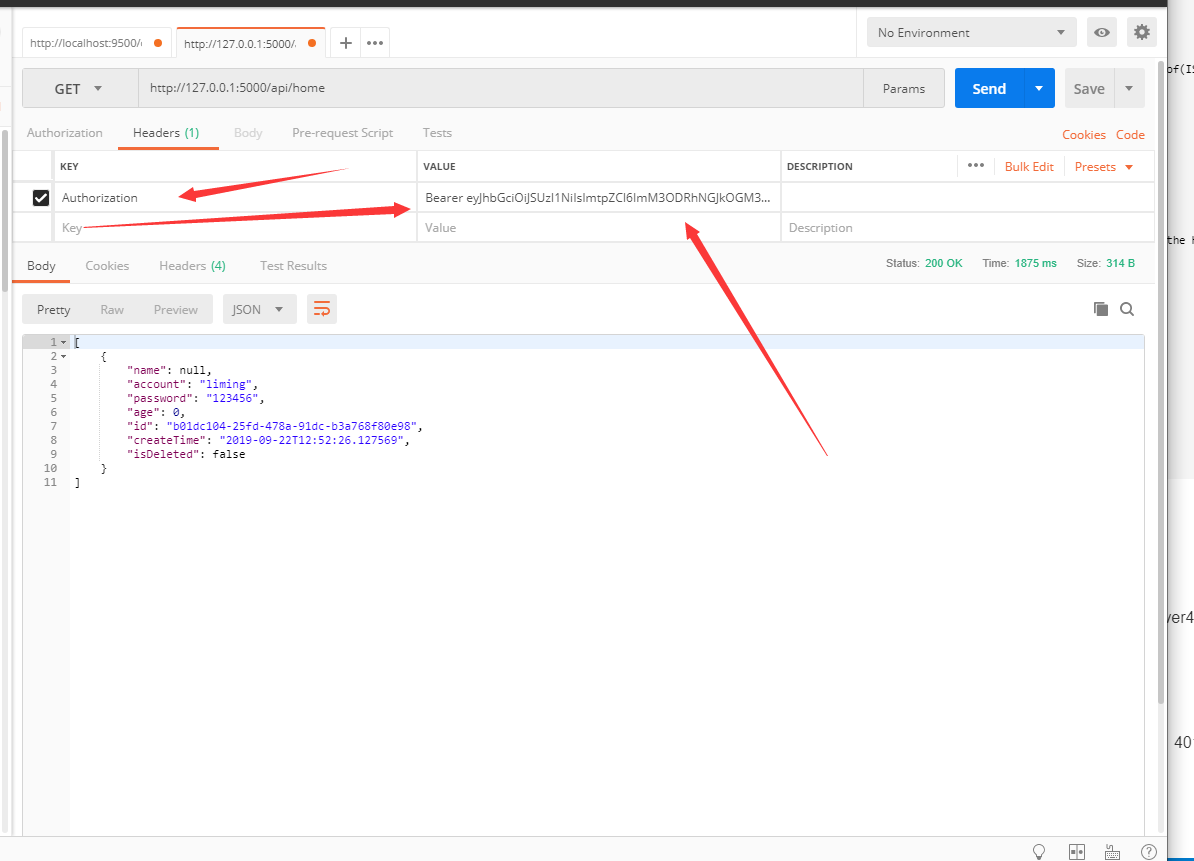 http://localhost:9500/
http://127.0.0.1:5000/.
No Environment
GET
http://127.0.0.1:5000/api/home
Params
Send
Save
Authorization
Headers (1)
Body
Pre-request Script
Tests
Cookies
Code
KEY
VALUE
DESCRIPTION
Bulk Edit
Presets
Authorization
Bearer eyJhbGciOiJSUzI1NiIsImtpZCI6ImM3ODRhNGJkOGM3...
Key
Value
Description
Body
Cookies
Headers (4)
Test Results
Status: 200 OK
Time: 1875 ms
Size: 314 B
Pretty
Raw
Preview
JSON
1 [
2 {
3 "name": null,
4 "account": "liming",
5 "password": "123456",
6 "age": 0,
7 "id": "b01dc104-25fd-478a-91dc-b3a768f80e98",
8 "createTime": "2019-09-22T12:52:26.127569",
9 "isDeleted": false
10 }
11 ]
of(IS
the
ver4